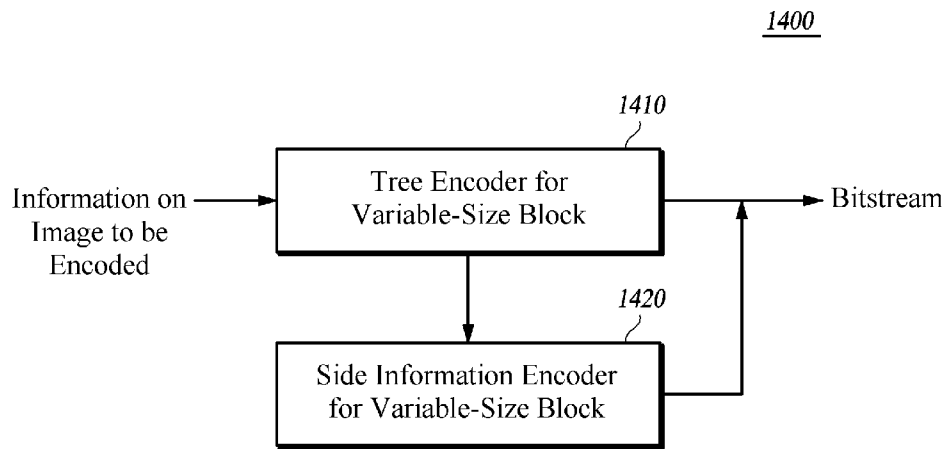 1400
1410
Tree Encoder for
Variable-Size Block
Information on
Image to be
Encoded
Bitstream
1420
Side Information Encoder
for Variable-Size Block